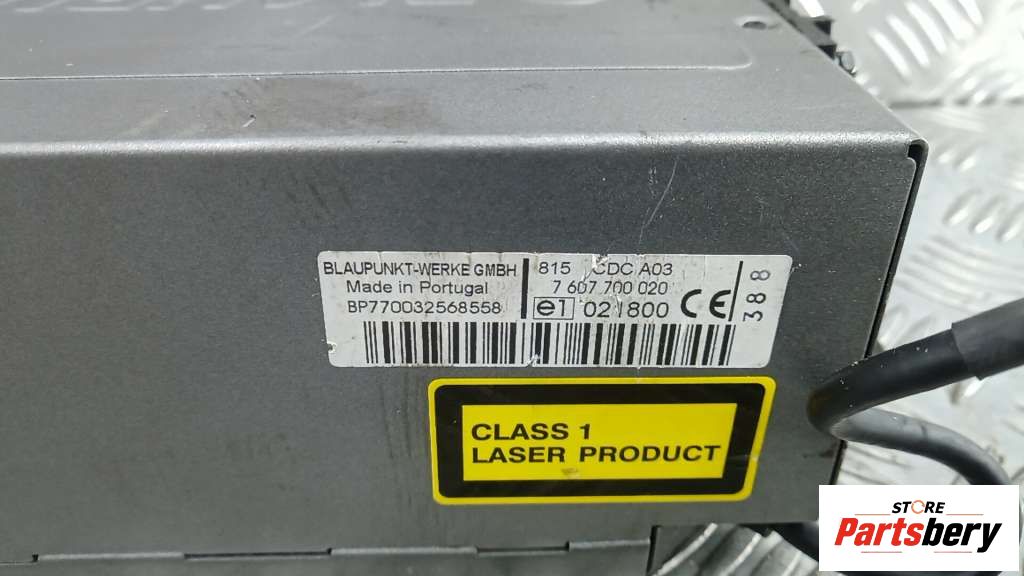 BLAUPUNKT-WERKE GMBH
Made in Portugal
BP770032568558
815 CDC A03
7 607 700 020
e1 021800 CE
388
CLASS 1
LASER PRODUCT
STORE
Partsbery